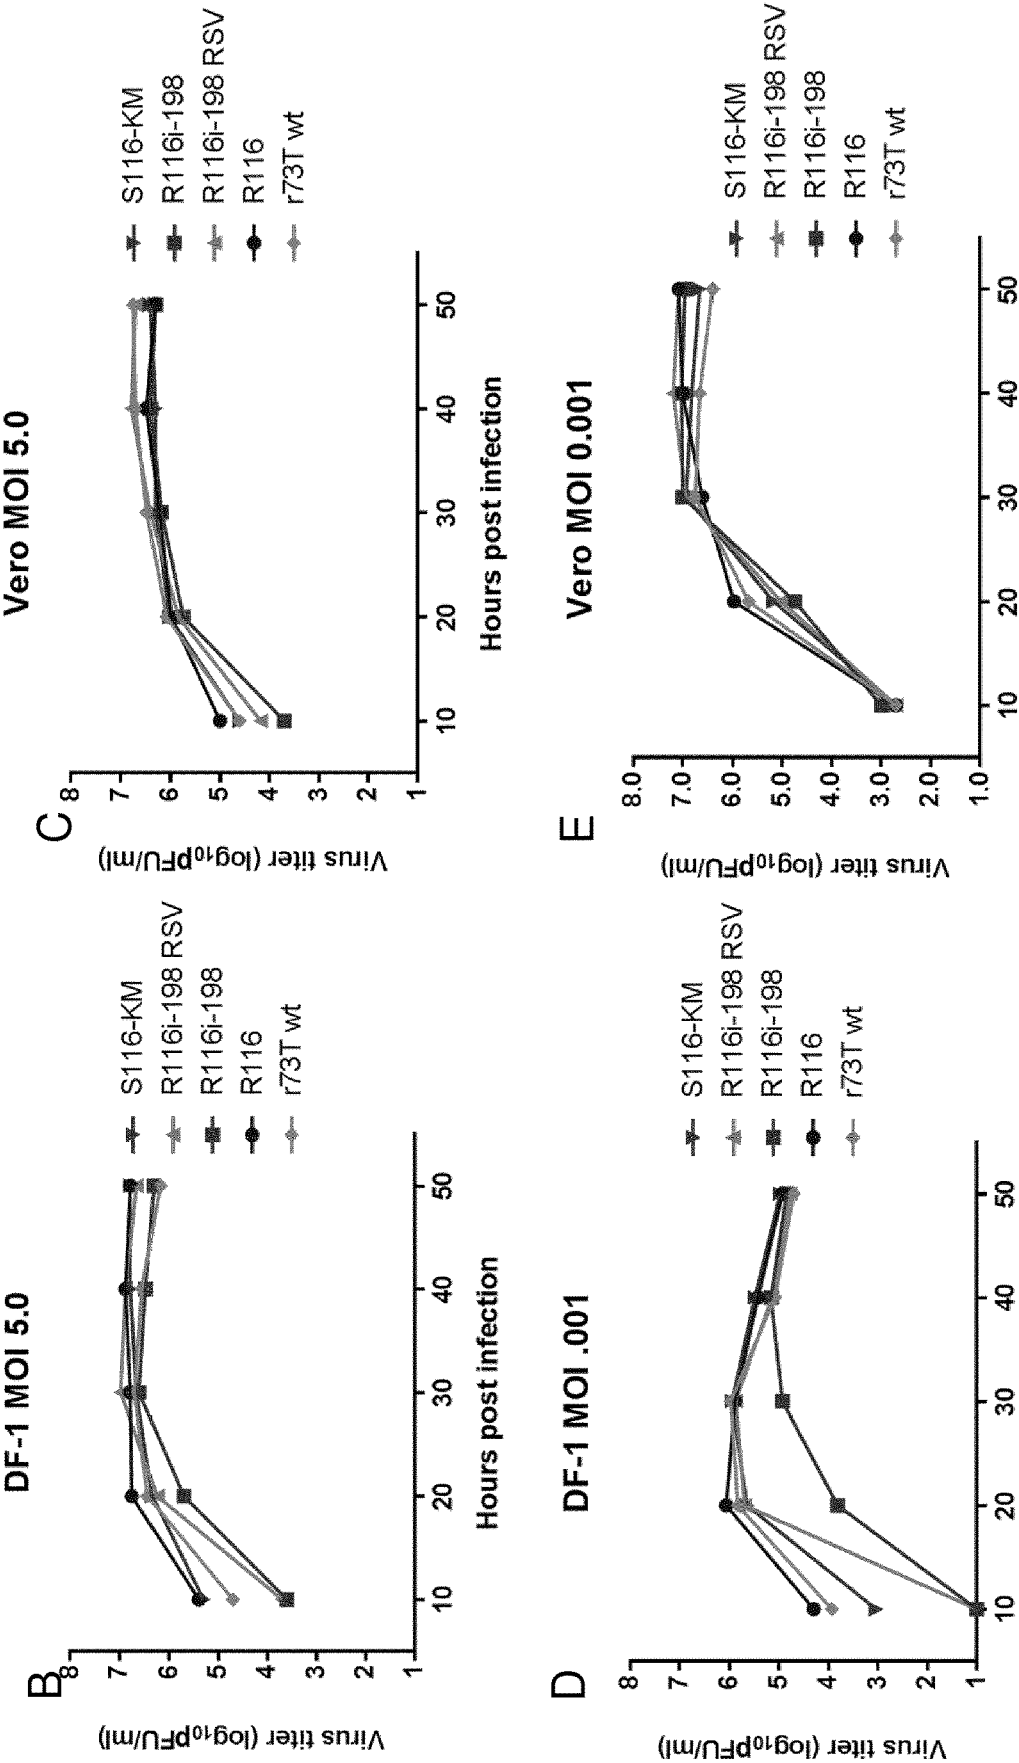 B
DF-1 MOI 5.0
Virus titer (log10pFU/ml)
8
7
6
5
4
3
2
1
10
20
30
40
50
Hours post infection
S116-KM
R116i-198 RSV
R116i-198
R116
r73T wt
C
Vero MOI 5.0
Virus titer (log10pFU/ml)
8
7
6
5
4
3
2
1
10
20
30
40
50
Hours post infection
S116-KM
R116i-198
R116i-198 RSV
R116
r73T wt
D
DF-1 MOI .001
Virus titer (log10pFU/ml)
8
7
6
5
4
3
2
1
10
20
30
40
50
S116-KM
R116i-198 RSV
R116i-198
R116
r73T wt
E
Vero MOI 0.001
Virus titer (log10pFU/ml)
8.0
7.0
6.0
5.0
4.0
3.0
2.0
1.0
10
20
30
40
50
S116-KM
R116i-198 RSV
R116i-198
R116
r73T wt